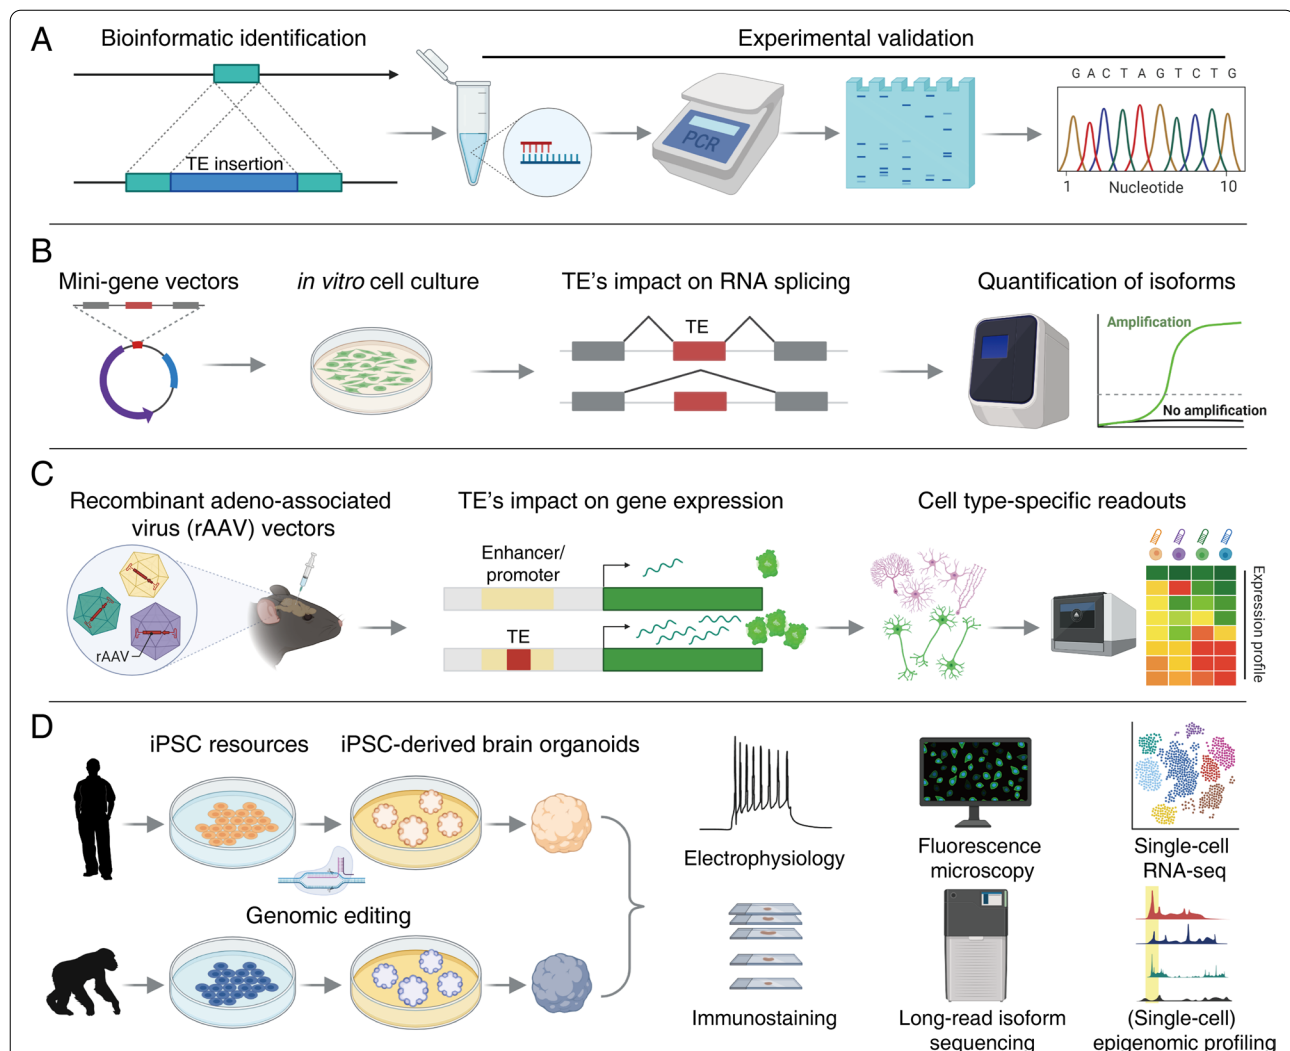 A
Bioinformatic identification
Experimental validation
TE insertion
PCR
G A C T A G T C T G
1
Nucleotide
10
B
Mini-gene vectors
in vitro cell culture
TE's impact on RNA splicing
Quantification of isoforms
TE
Amplification
No amplification
C
Recombinant adeno-associated
virus (rAAV) vectors
TE's impact on gene expression
Cell type-specific readouts
rAAV
Enhancer/
promoter
TE
Expression profile
D
iPSC resources
iPSC-derived brain organoids
Genomic editing
Electrophysiology
Fluorescence
microscopy
Single-cell
RNA-seq
Immunostaining
Long-read isoform
sequencing
(Single-cell)
epigenomic profiling